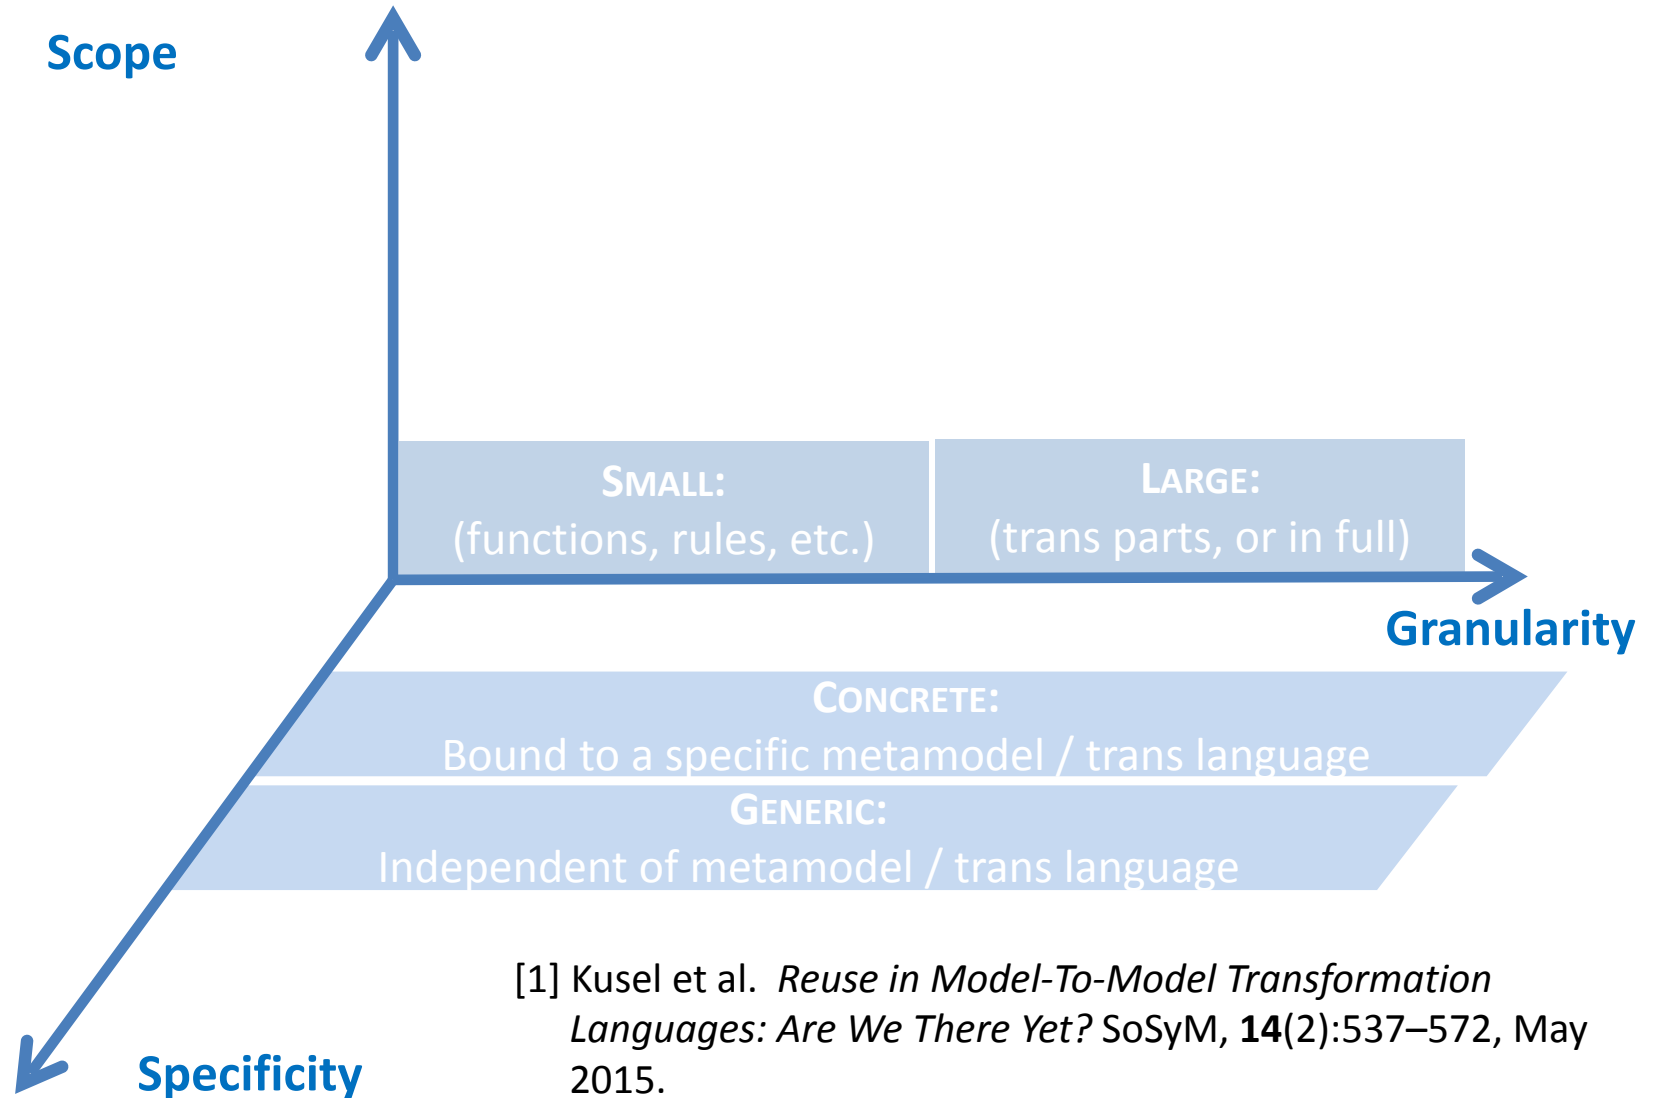 Scope
SMALL:
(functions, rules, etc.)
LARGE:
(trans parts, or in full)
Granularity
CONCRETE:
Bound to a specific metamodel / trans language
GENERIC:
Independent of metamodel / trans language
[1] Kusel et al. Reuse in Model-To-Model Transformation
Languages: Are We There Yet? SoSyM, 14(2):537–572, May
2015.
Specificity